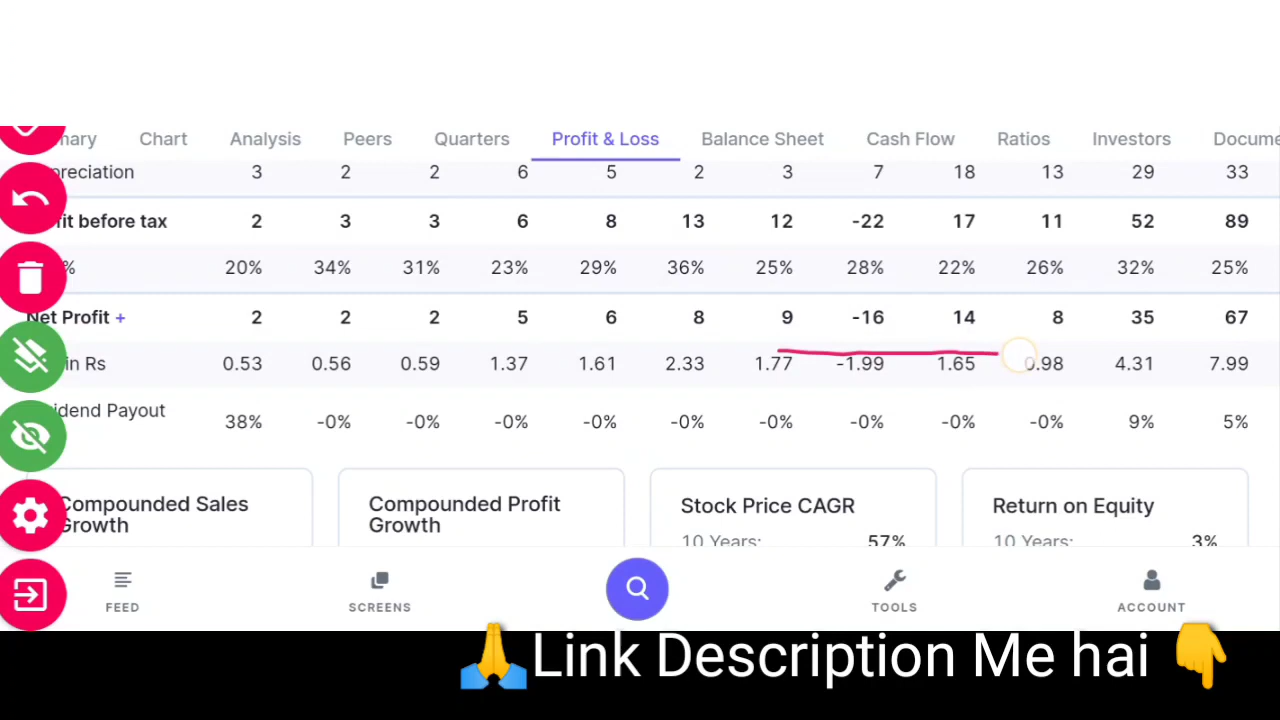 mary Chart Analysis Peers Quarters Profit & Loss Balance Sheet Cash Flow Ratios Investors Docume
preciation 3 2 2 6 5 2 3 7 18 13 29 33
fit before tax 2 3 3 6 8 13 12 -22 17 11 52 89
% 20% 34% 31% 23% 29% 36% 25% 28% 22% 26% 32% 25%
Net Profit + 2 2 2 5 6 8 9 -16 14 8 35 67
in Rs 0.53 0.56 0.59 1.37 1.61 2.33 1.77 -1.99 1.65 0.98 4.31 7.99
idend Payout
38% -0% -0% -0% -0% -0% -0% -0% -0% -0% 9% 5%
Compounded Sales
Growth
Compounded Profit
Growth
Stock Price CAGR
10 Years: 57%
Return on Equity
10 Years: 3%
FEED SCREENS TOOLS ACCOUNT
🙏Link Description Me hai 👇